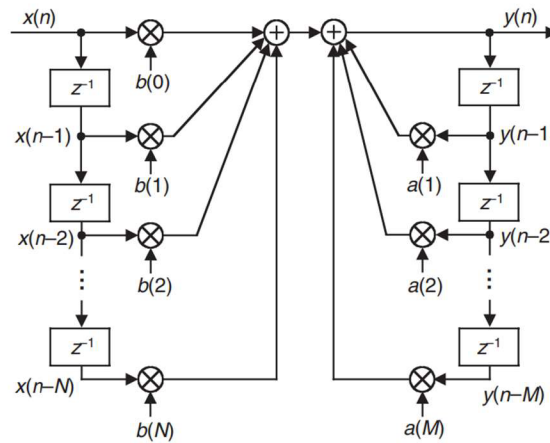 x(n) y(n)
z⁻¹ b(0) z⁻¹
x(n–1) y(n–1
b(1) a(1)
z⁻¹ z⁻¹
x(n–2) y(n–2
b(2) a(2)
z⁻¹ z⁻¹
x(n–N) y(n–M)
b(N) a(M)